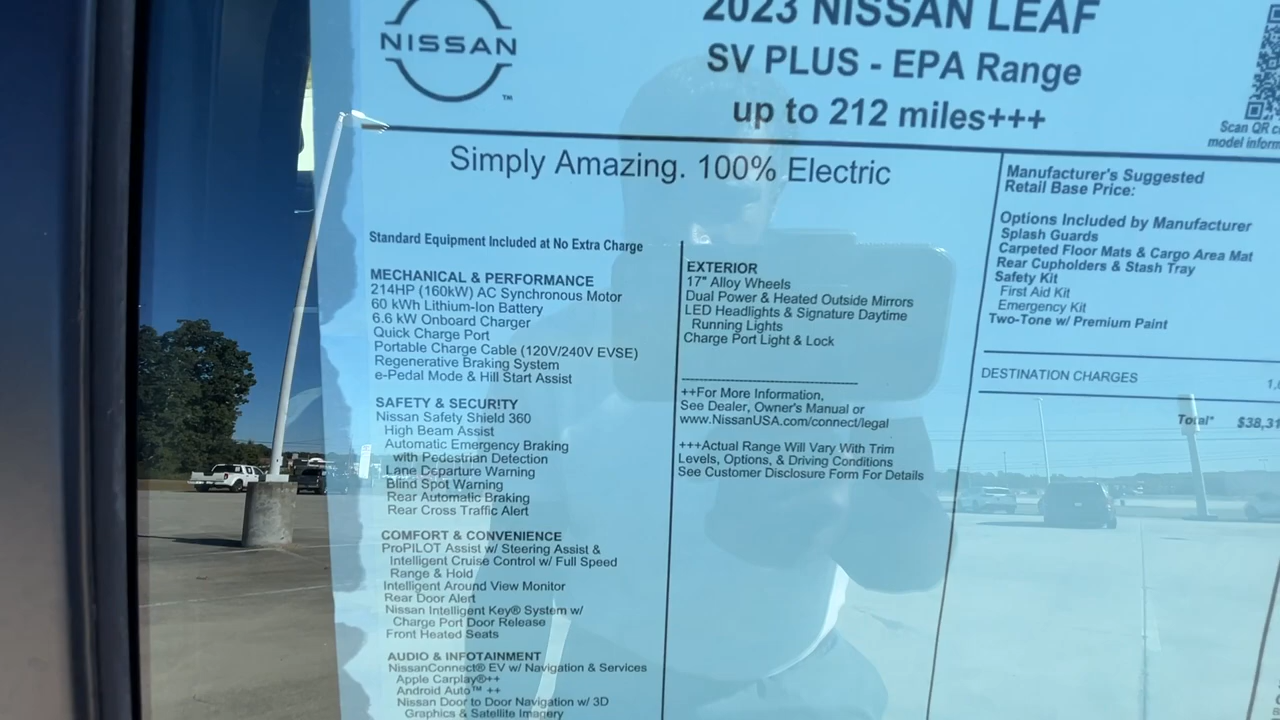 NISSAN
TM
2023 NISSAN LEAF
SV PLUS - EPA Range
up to 212 miles+++
Scan QR
model
Simply Amazing. 100% Electric
Standard Equipment Included at No Extra Charge
MECHANICAL & PERFORMANCE
214HP (160kW) AC Synchronous Motor
60 kWh Lithium-Ion Battery
6.6 kW Onboard Charger
Quick Charge Port
Portable Charge Cable (120V/240V EVSE)
Regenerative Braking System
e-Pedal Mode & Hill Start Assist
SAFETY & SECURITY
Nissan Safety Shield 360
High Beam Assist
Automatic Emergency Braking
with Pedestrian Detection
Lane Departure Warning
Blind Spot Warning
Rear Automatic Braking
Rear Cross Traffic Alert
COMFORT & CONVENIENCE
ProPILOT Assist w/ Steering Assist &
Intelligent Cruise Control w/ Full Speed
Range & Hold
Intelligent Around View Monitor
Rear Door Alert
Nissan Intelligent Key® System w/
Charge Port Door Release
Front Heated Seats
AUDIO & INFOTAINMENT
NissanConnect® EV w/ Navigation & Services
Apple Carplay®++
Android Auto™ ++
Nissan Door to Door Navigation w/ 3D
Graphics & Satellite Imagery
EXTERIOR
17" Alloy Wheels
Dual Power & Heated Outside Mirrors
LED Headlights & Signature Daytime
Running Lights
Charge Port Light & Lock
++For More Information,
See Dealer, Owner's Manual or
www.NissanUSA.com/connect/legal
+++Actual Range Will Vary With Trim
Levels, Options, & Driving Conditions
See Customer Disclosure Form For Details
Manufacturer's Suggested
Retail Base Price:
Options Included by Manufacturer
Splash Guards
Carpeted Floor Mats & Cargo Area Mat
Rear Cupholders & Stash Tray
Safety Kit
First Aid Kit
Emergency Kit
Two-Tone w/ Premium Paint
DESTINATION CHARGES
Total* $38,31